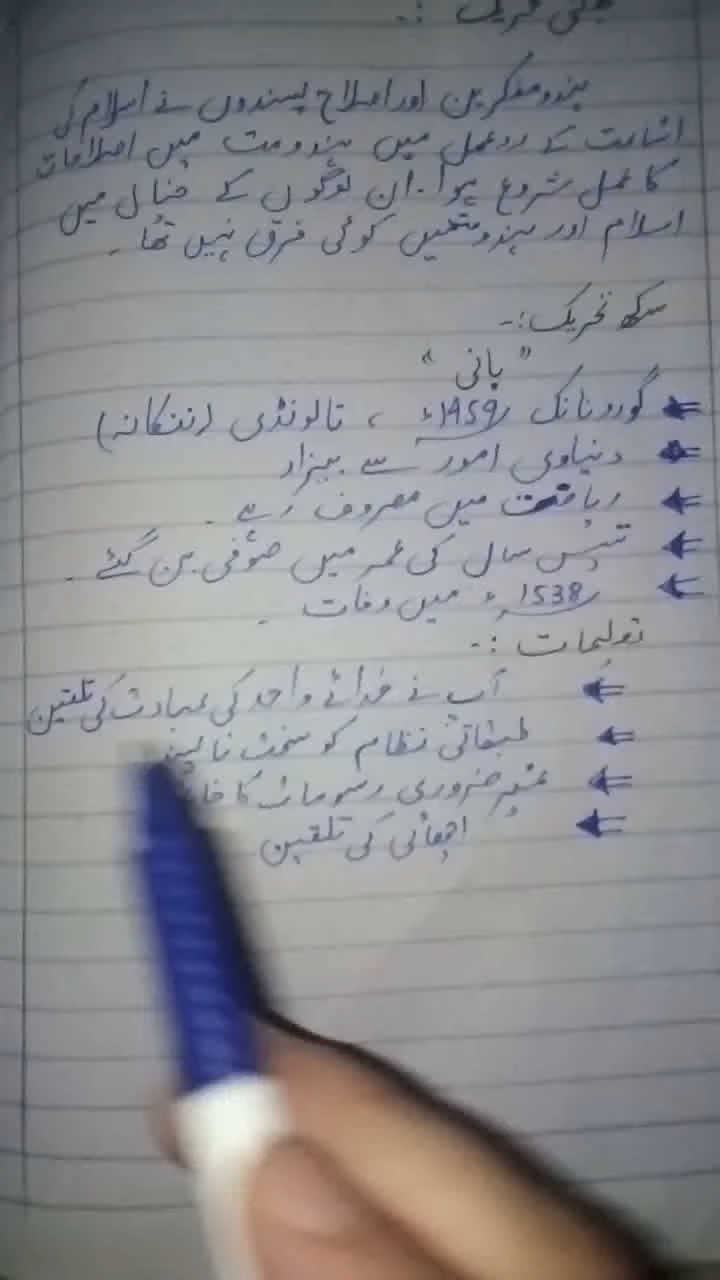 بھگتی تحریک :-
ہندو مفکرین اور اصلاح پسندوں نے اسلام کی
اشاعت کے ردعمل میں ہندومت میں اصلاحات
کا عمل شروع ہوا۔ ان لوگوں کے خیال میں
اسلام اور ہندومتمیں کوئی فرق نہیں تھا۔
سکھ تحریک :-
" بانی "
گورونانک 1459ء ، تالونڈی (ننکانہ)
دنیاوی امور سے بیزار
ریاضت میں مصروف رہے۔
تیس سال کی عمر میں صوفی بن گئے۔
1538ء میں وفات۔
تعلیمات :-
آپ نے خدائے واحد کی عبادت کی تلقین
طبقاتی نظام کو سخت
غیر ضروری رسومات کا
اچھائی کی تلقین